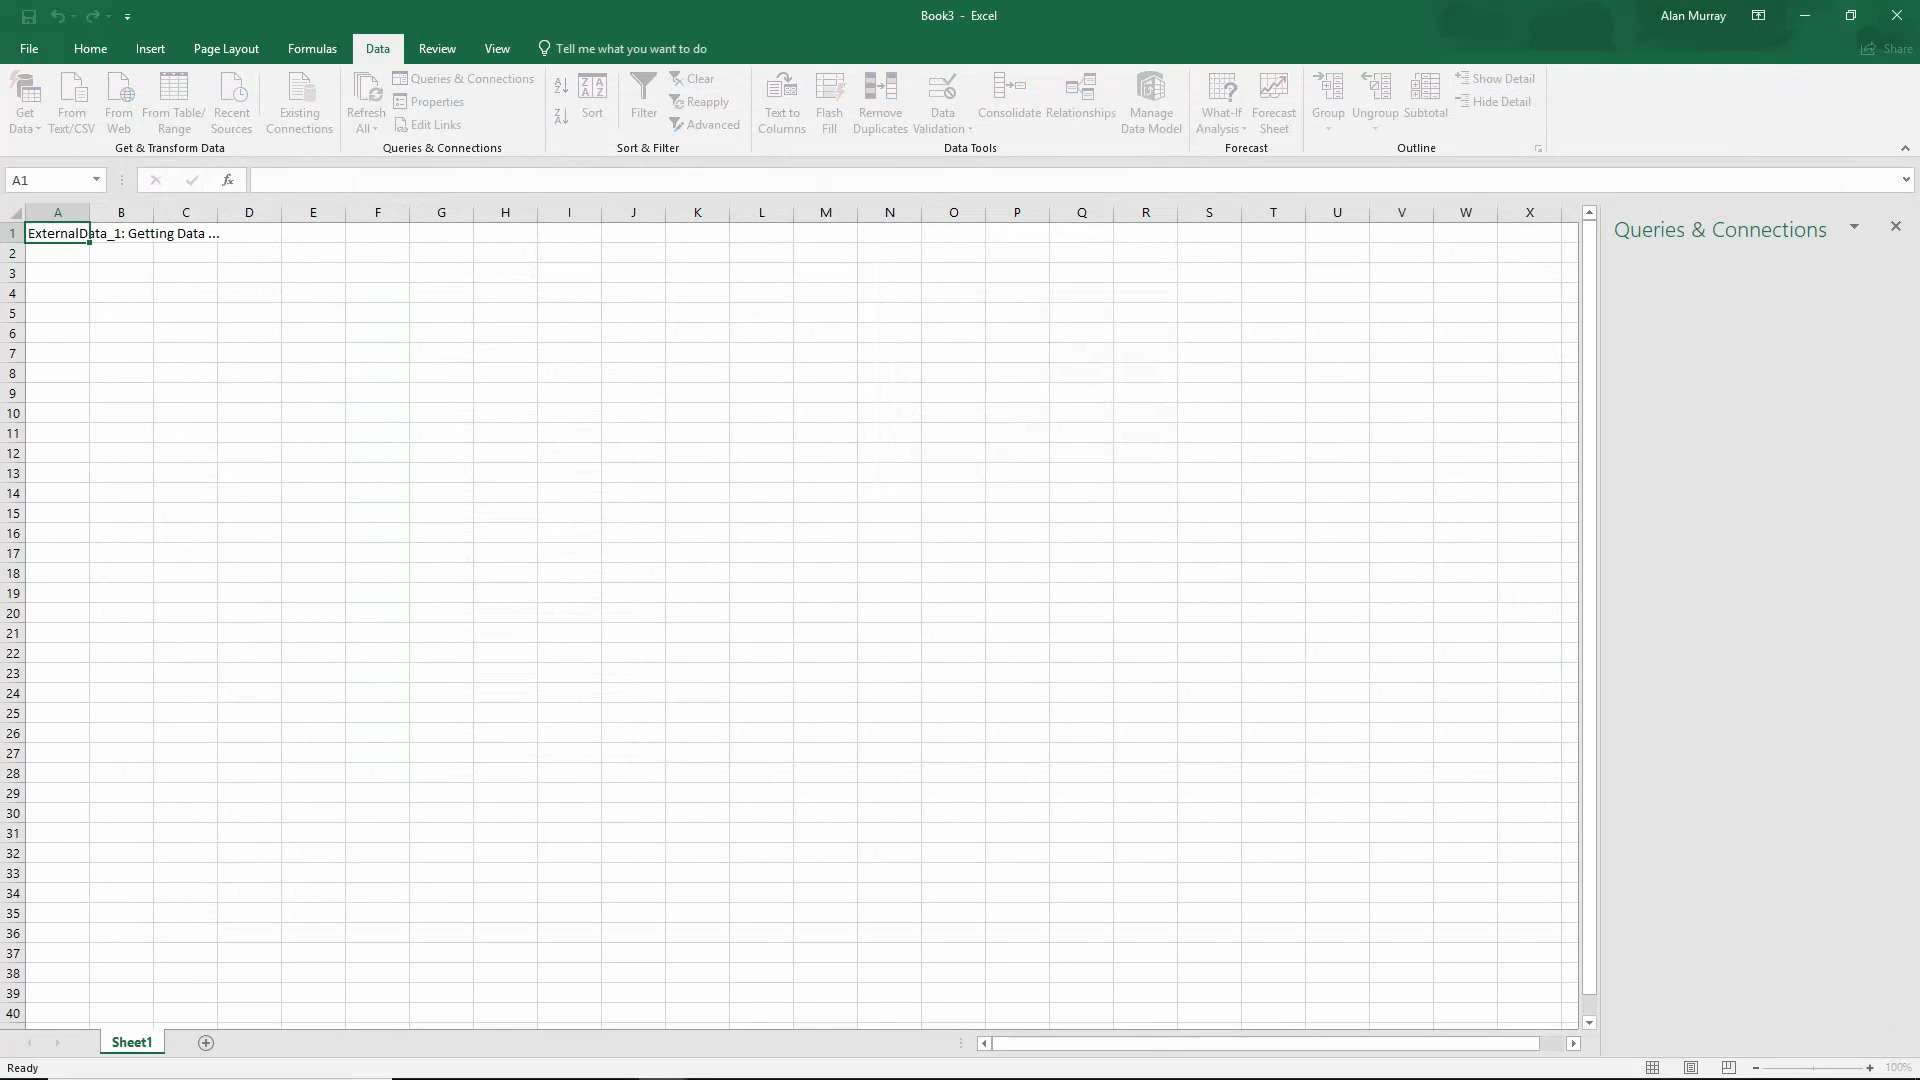 Book3 - Excel
Alan Murray
File Home Insert Page Layout Formulas Data Review View Tell me what you want to do
Share
Get Data
From Text/CSV
From Web
From Table/ Range
Recent Sources
Existing Connections
Get & Transform Data
Refresh All
Queries & Connections
Properties
Edit Links
Queries & Connections
Sort
Filter
Clear
Reapply
Advanced
Sort & Filter
Text to Columns
Flash Fill
Remove Duplicates
Data Validation
Consolidate
Relationships
Manage Data Model
Data Tools
What-If Analysis
Forecast Sheet
Forecast
Group
Ungroup
Subtotal
Show Detail
Hide Detail
Outline
A1
fx
A B C D E F G H I J K L M N O P Q R S T U V W X
Queries & Connections
1 ExternalData_1: Getting Data ...
2
3
4
5
6
7
8
9
10
11
12
13
14
15
16
17
18
19
20
21
22
23
24
25
26
27
28
29
30
31
32
33
34
35
36
37
38
39
40
Sheet1
Ready
100%